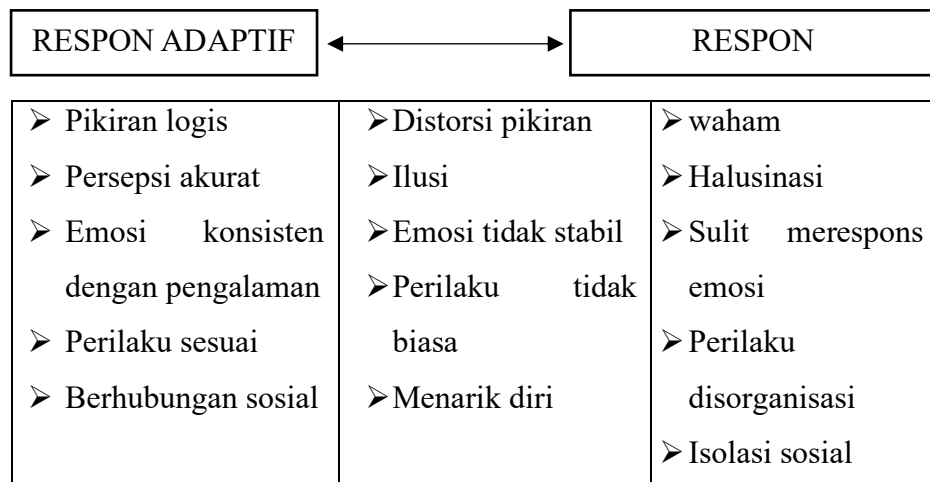 RESPON ADAPTIF
RESPON
➢ Pikiran logis
➢ Persepsi akurat
➢ Emosi konsisten
dengan pengalaman
➢ Perilaku sesuai
➢ Berhubungan sosial
➢ Distorsi pikiran
➢ Ilusi
➢ Emosi tidak stabil
➢ Perilaku tidak
biasa
➢ Menarik diri
➢ waham
➢ Halusinasi
➢ Sulit merespons
emosi
➢ Perilaku
disorganisasi
➢ Isolasi sosial